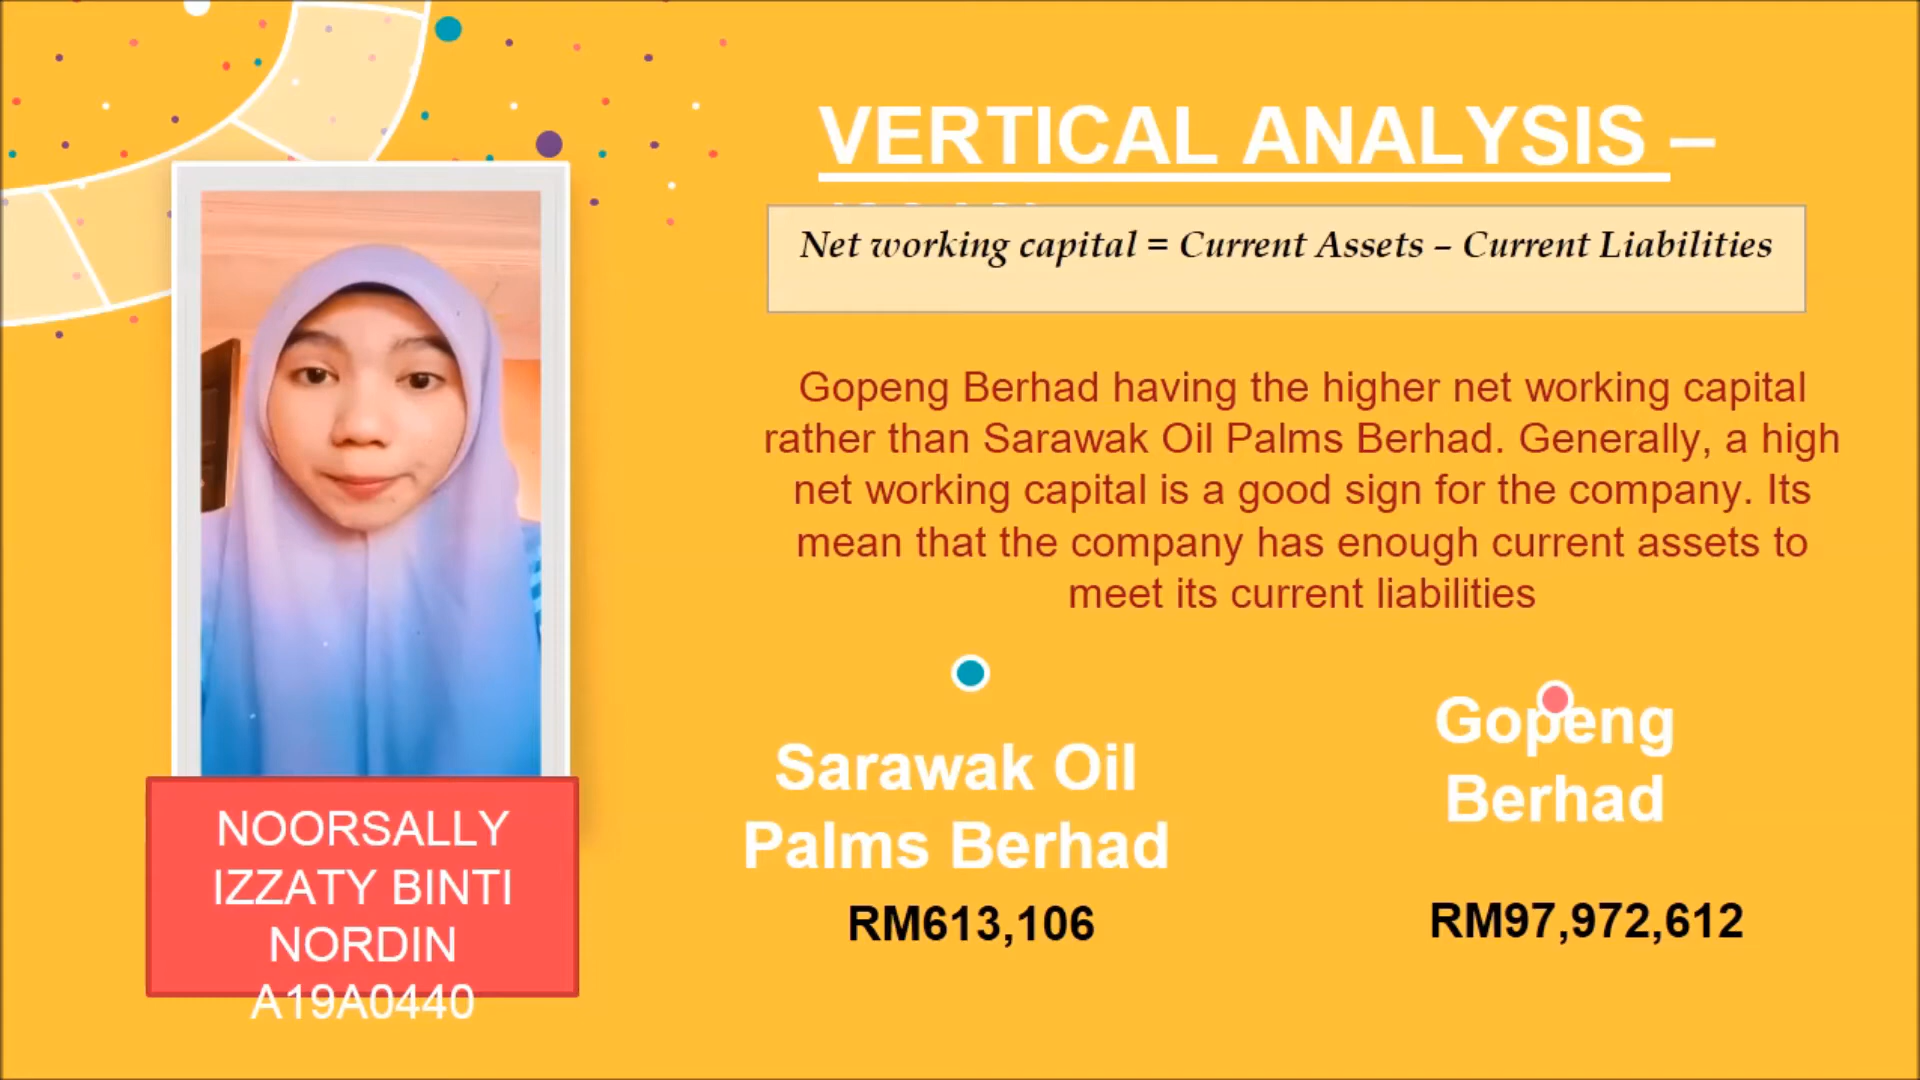 VERTICAL ANALYSIS –
Net working capital = Current Assets – Current Liabilities
Gopeng Berhad having the higher net working capital
rather than Sarawak Oil Palms Berhad. Generally, a high
net working capital is a good sign for the company. Its
mean that the company has enough current assets to
meet its current liabilities
Sarawak Oil
Palms Berhad
RM613,106
Gopeng
Berhad
RM97,972,612
NOORSALLY
IZZATY BINTI
NORDIN
A19A0440